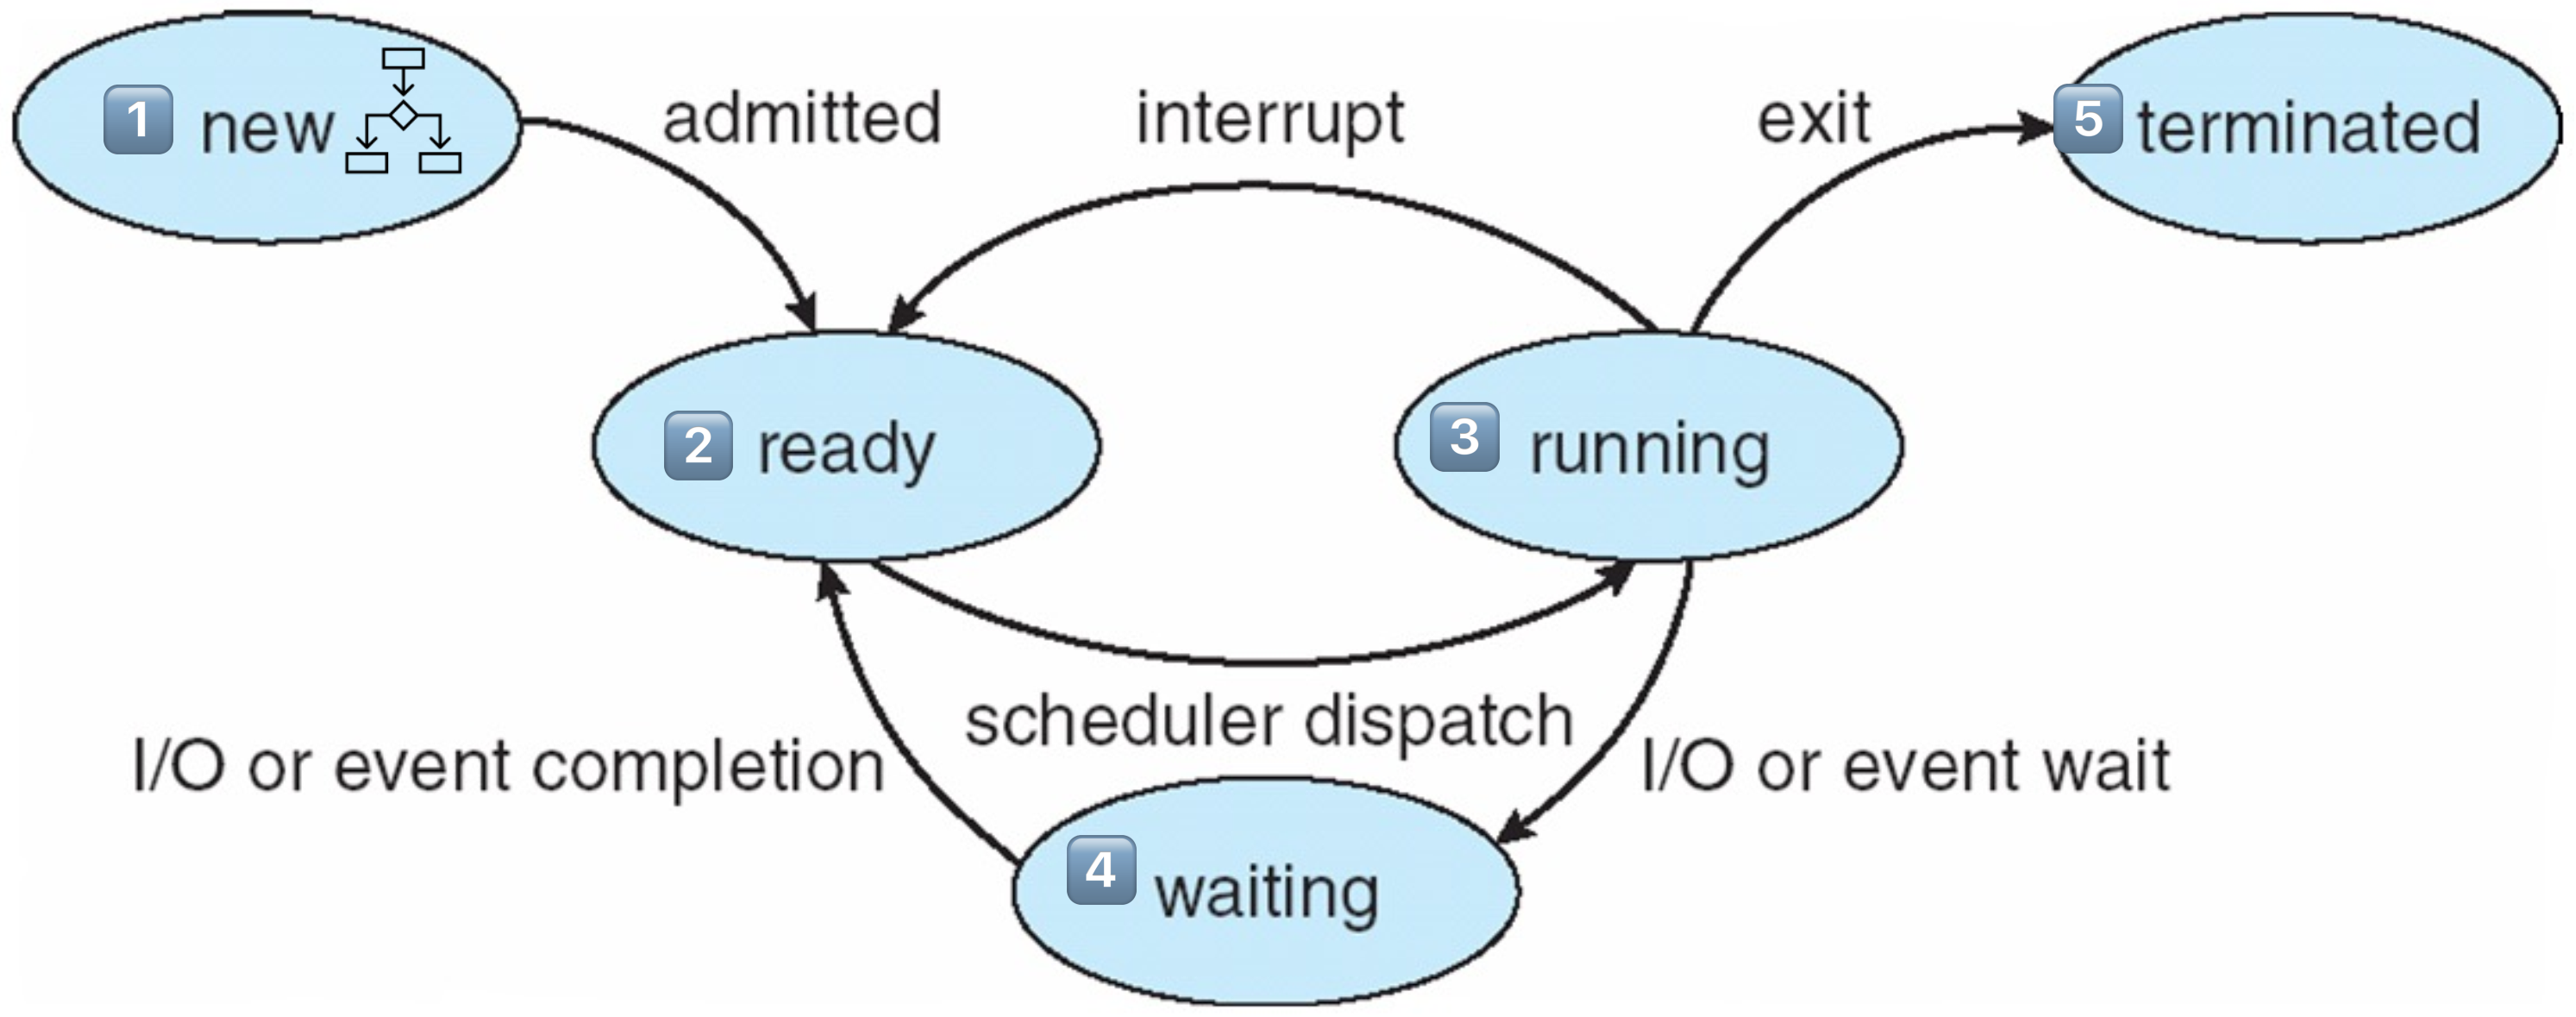 1 new
admitted
interrupt
exit
5 terminated
2 ready
3 running
scheduler dispatch
I/O or event completion
I/O or event wait
4 waiting